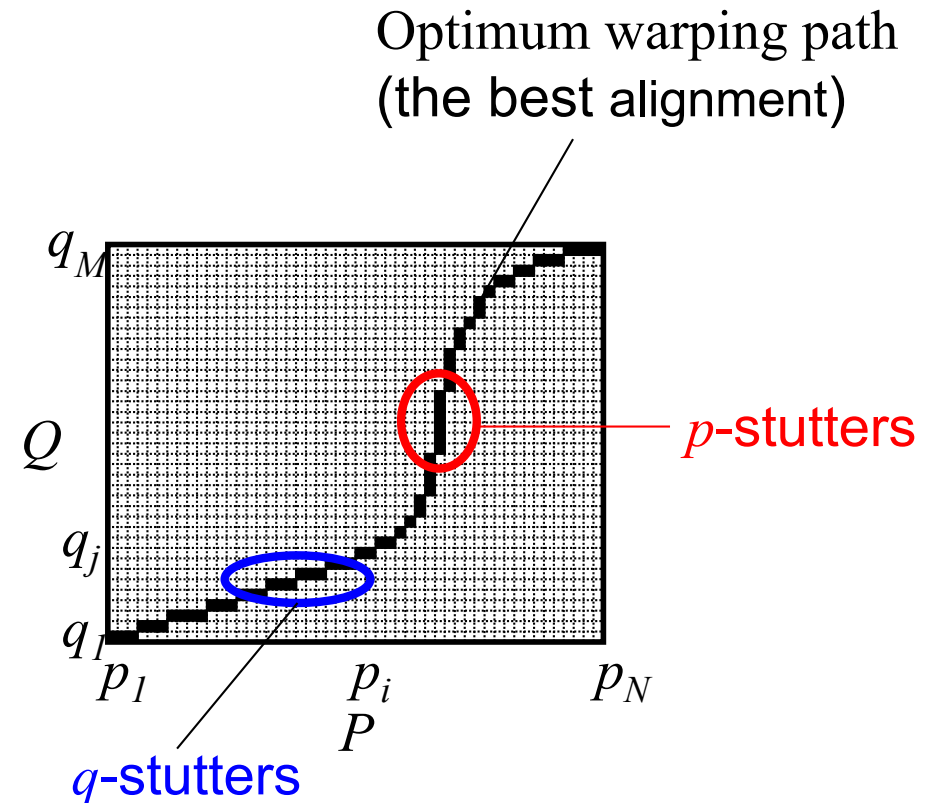 Optimum warping path
(the best alignment)
q_M
Q
p-stutters
q_j
q_1
p_1 p_i p_N
P
q-stutters